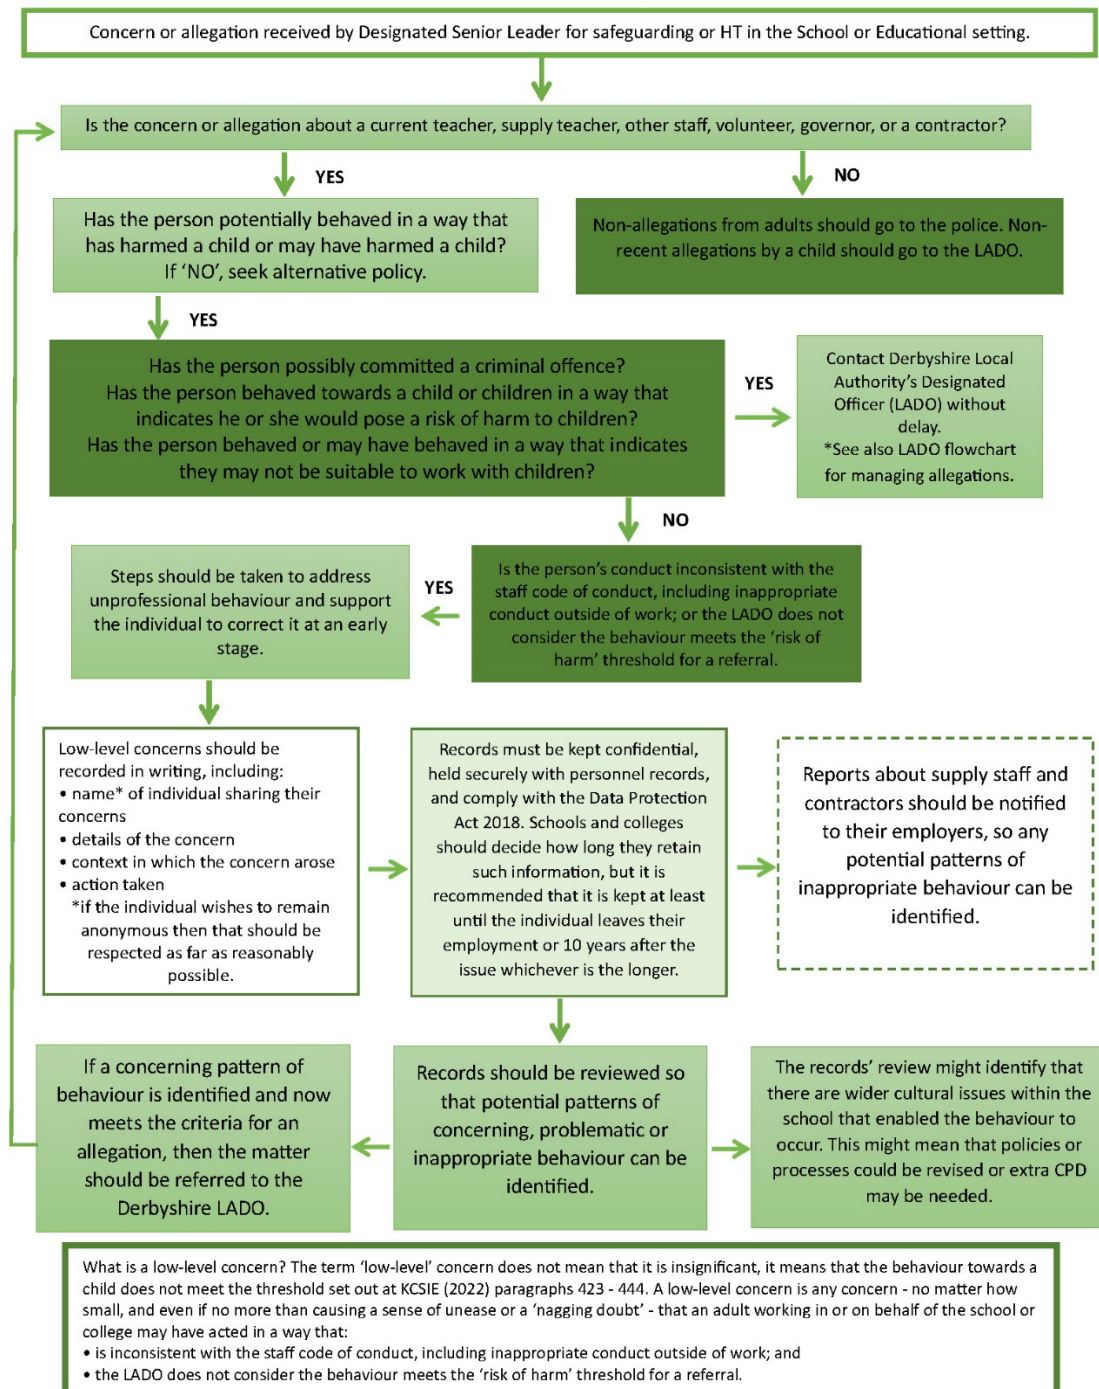 Concern or allegation received by Designated Senior Leader for safeguarding or HT in the School or Educational setting.
Is the concern or allegation about a current teacher, supply teacher, other staff, volunteer, governor, or a contractor?
YES
NO
Has the person potentially behaved in a way that
has harmed a child or may have harmed a child?
If ‘NO’, seek alternative policy.
Non-allegations from adults should go to the police. Non-
recent allegations by a child should go to the LADO.
YES
Has the person possibly committed a criminal offence?
Has the person behaved towards a child or children in a way that
indicates he or she would pose a risk of harm to children?
Has the person behaved or may have behaved in a way that indicates
they may not be suitable to work with children?
YES
Contact Derbyshire Local
Authority’s Designated
Officer (LADO) without
delay.
*See also LADO flowchart
for managing allegations.
NO
Is the person’s conduct inconsistent with the
staff code of conduct, including inappropriate
conduct outside of work; or the LADO does not
consider the behaviour meets the ‘risk of
harm’ threshold for a referral.
YES
Steps should be taken to address
unprofessional behaviour and support
the individual to correct it at an early
stage.
Low-level concerns should be
recorded in writing, including:
• name* of individual sharing their
concerns
• details of the concern
• context in which the concern arose
• action taken
*if the individual wishes to remain
anonymous then that should be
respected as far as reasonably
possible.
Records must be kept confidential,
held securely with personnel records,
and comply with the Data Protection
Act 2018. Schools and colleges
should decide how long they retain
such information, but it is
recommended that it is kept at least
until the individual leaves their
employment or 10 years after the
issue whichever is the longer.
Reports about supply staff and
contractors should be notified
to their employers, so any
potential patterns of
inappropriate behaviour can be
identified.
If a concerning pattern of
behaviour is identified and now
meets the criteria for an
allegation, then the matter
should be referred to the
Derbyshire LADO.
Records should be reviewed so
that potential patterns of
concerning, problematic or
inappropriate behaviour can be
identified.
The records’ review might identify that
there are wider cultural issues within the
school that enabled the behaviour to
occur. This might mean that policies or
processes could be revised or extra CPD
may be needed.
What is a low-level concern? The term ‘low-level’ concern does not mean that it is insignificant, it means that the behaviour towards a
child does not meet the threshold set out at KCSIE (2022) paragraphs 423 - 444. A low-level concern is any concern - no matter how
small, and even if no more than causing a sense of unease or a ‘nagging doubt’ - that an adult working in or on behalf of the school or
college may have acted in a way that:
• is inconsistent with the staff code of conduct, including inappropriate conduct outside of work; and
• the LADO does not consider the behaviour meets the ‘risk of harm’ threshold for a referral.